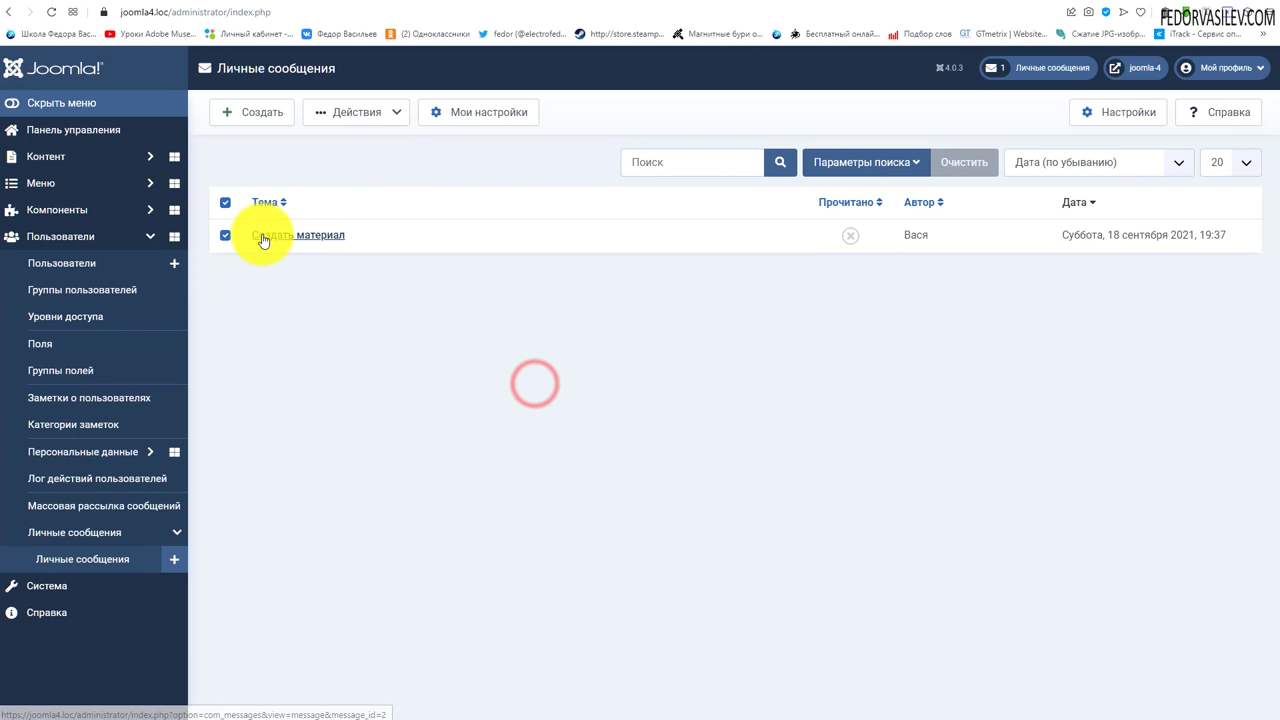 joomla4.loc/administrator/index.php
FEDORVASILEV.COM
Школа Федора Вас...
Уроки Adobe Muse...
Личный кабинет -...
Федор Васильев
(2) Одноклассники
fedor (@electrofed...
http://store.steamp...
Магнитные бури о...
Бесплатный онлай...
Подбор слов
GTmetrix | Website...
Сжатие JPG-изобр...
iTrack - Сервис оп...
Joomla!®
Личные сообщения
4.0.3
1 Личные сообщения
joomla-4
Мой профиль
Скрыть меню
Панель управления
Контент
Меню
Компоненты
Пользователи
Пользователи
Группы пользователей
Уровни доступа
Поля
Группы полей
Заметки о пользователях
Категории заметок
Персональные данные
Лог действий пользователей
Массовая рассылка сообщений
Личные сообщения
Личные сообщения
Система
Справка
Создать
Действия
Мои настройки
Настройки
Справка
Поиск
Параметры поиска
Очистить
Дата (по убыванию)
20
Тема
Прочитано
Автор
Дата
Создать материал
Вася
Суббота, 18 сентября 2021, 19:37
https://joomla4.loc/administrator/index.php?option=com_messages&view=message&message_id=2